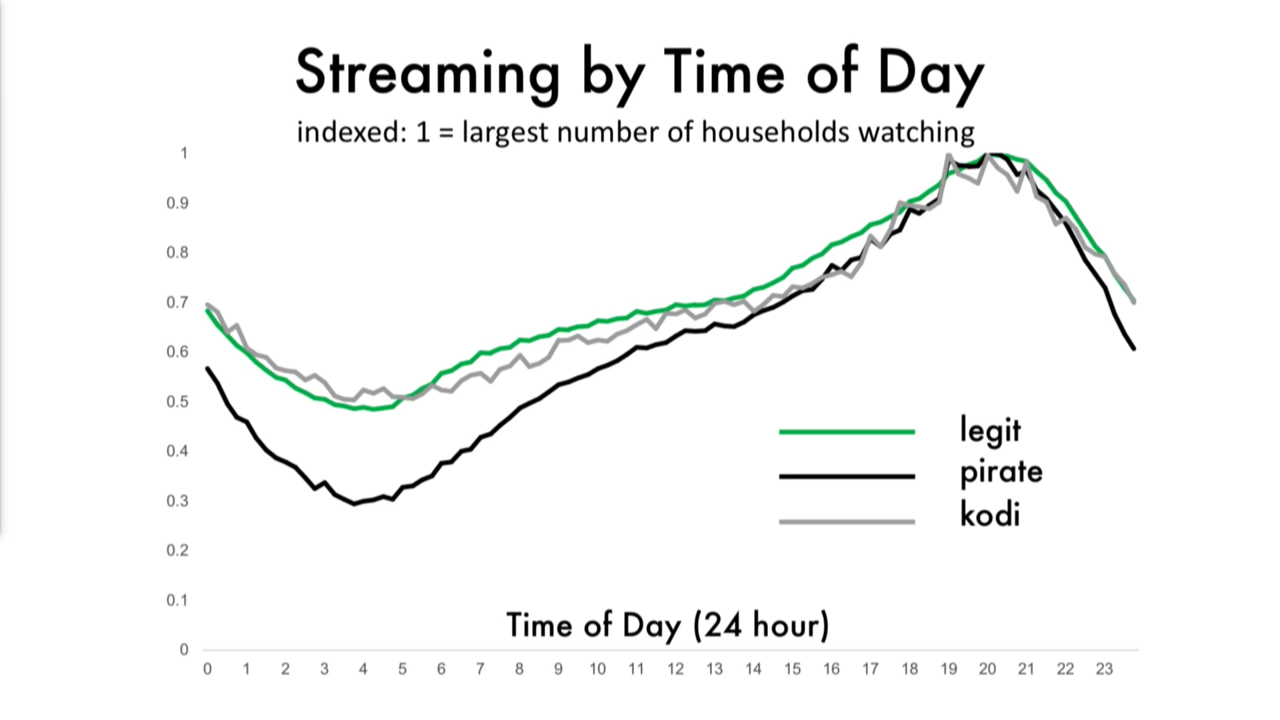 Streaming by Time of Day
indexed: 1 = largest number of households watching
1
0.9
0.8
0.7
0.6
0.5
0.4
0.3
0.2
0.1
0
legit
pirate
kodi
Time of Day (24 hour)
0 1 2 3 4 5 6 7 8 9 10 11 12 13 14 15 16 17 18 19 20 21 22 23